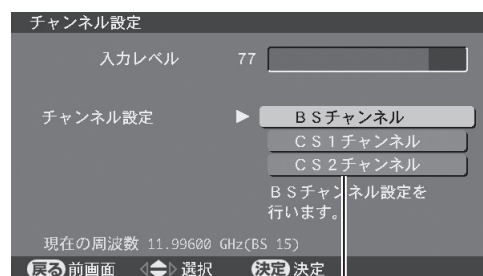 チャンネル設定
入力レベル 77
チャンネル設定 ▶ BSチャンネル
CS1チャンネル
CS2チャンネル
BSチャンネル設定を
行います。
現在の周波数 11.99600 GHz(BS 15)
戻る 前画面 選択 決定 決定